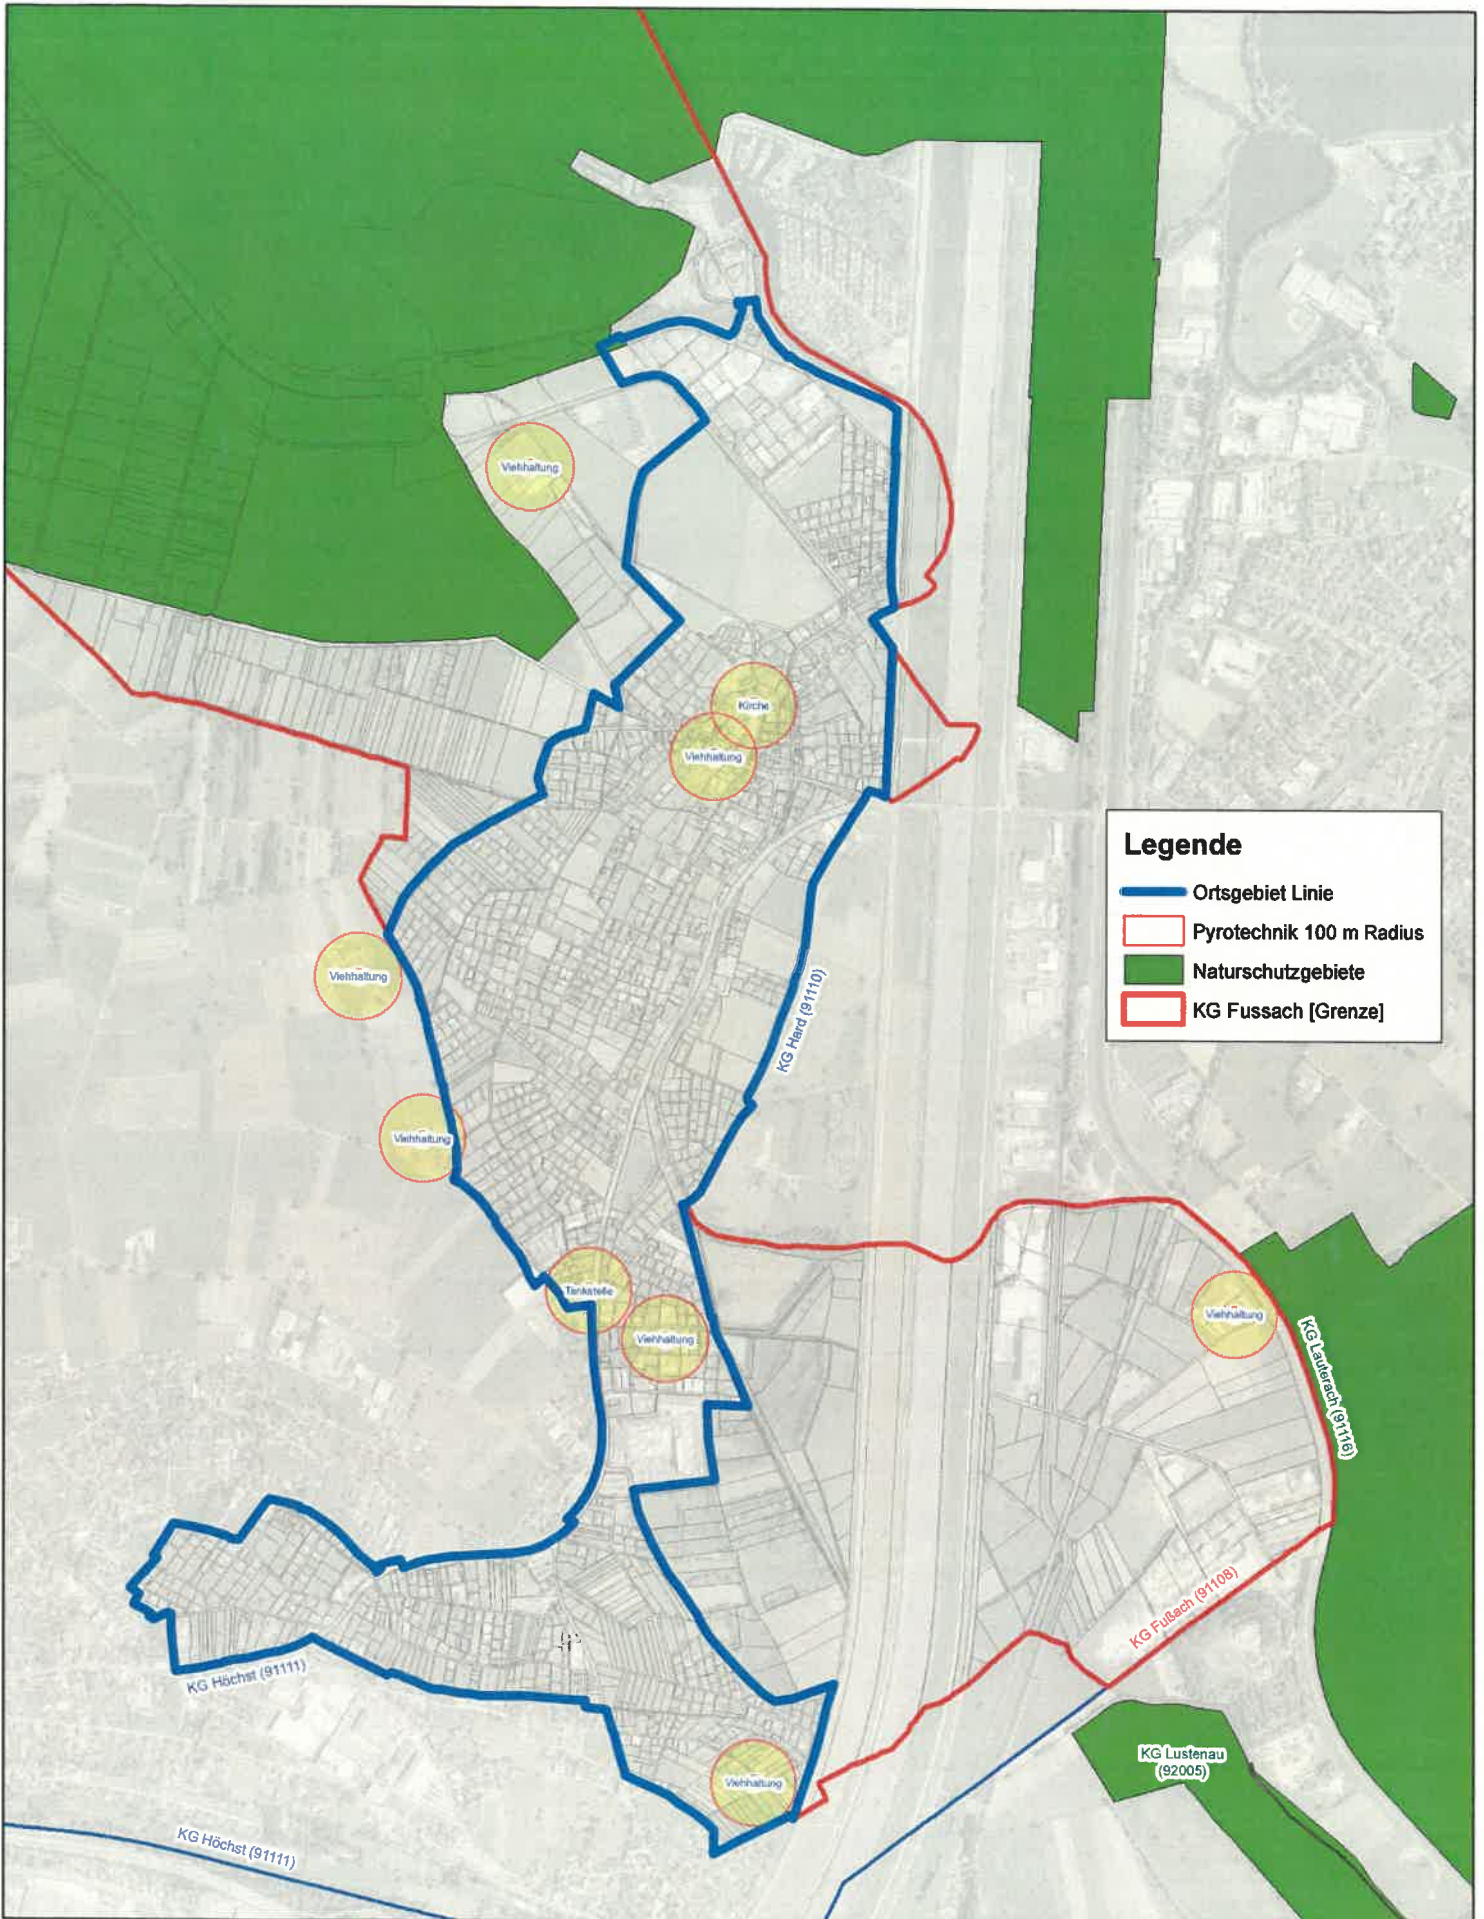 Viehhaltung
Kirche
Viehhaltung
Legende
Ortsgebiet Linie
Pyrotechnik 100 m Radius
Naturschutzgebiete
KG Fussach [Grenze]
Viehhaltung
KG Hard (91110)
Viehhaltung
Tankstelle
Viehhaltung
Viehhaltung
KG Lauterach (91116)
KG Fußach (91108)
KG Höchst (91111)
KG Lustenau
(92005)
Viehhaltung
KG Höchst (91111)